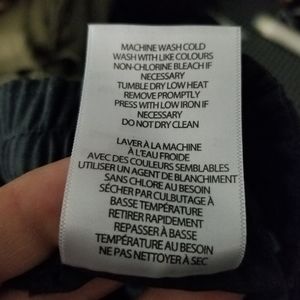 MACHINE WASH COLD
WASH WITH LIKE COLOURS
NON-CHLORINE BLEACH IF
NECESSARY
TUMBLE DRY LOW HEAT
REMOVE PROMPTLY
PRESS WITH LOW IRON IF
NECESSARY
DO NOT DRY CLEAN
LAVER À LA MACHINE
À L'EAU FROIDE
AVEC DES COULEURS SEMBLABLES
UTILISER UN AGENT DE BLANCHIMENT
SANS CHLORE AU BESOIN
SÉCHER PAR CULBUTAGE À
BASSE TEMPÉRATURE
RETIRER RAPIDEMENT
REPASSER À BASSE
TEMPÉRATURE AU BESOIN
NE PAS NETTOYER À SEC